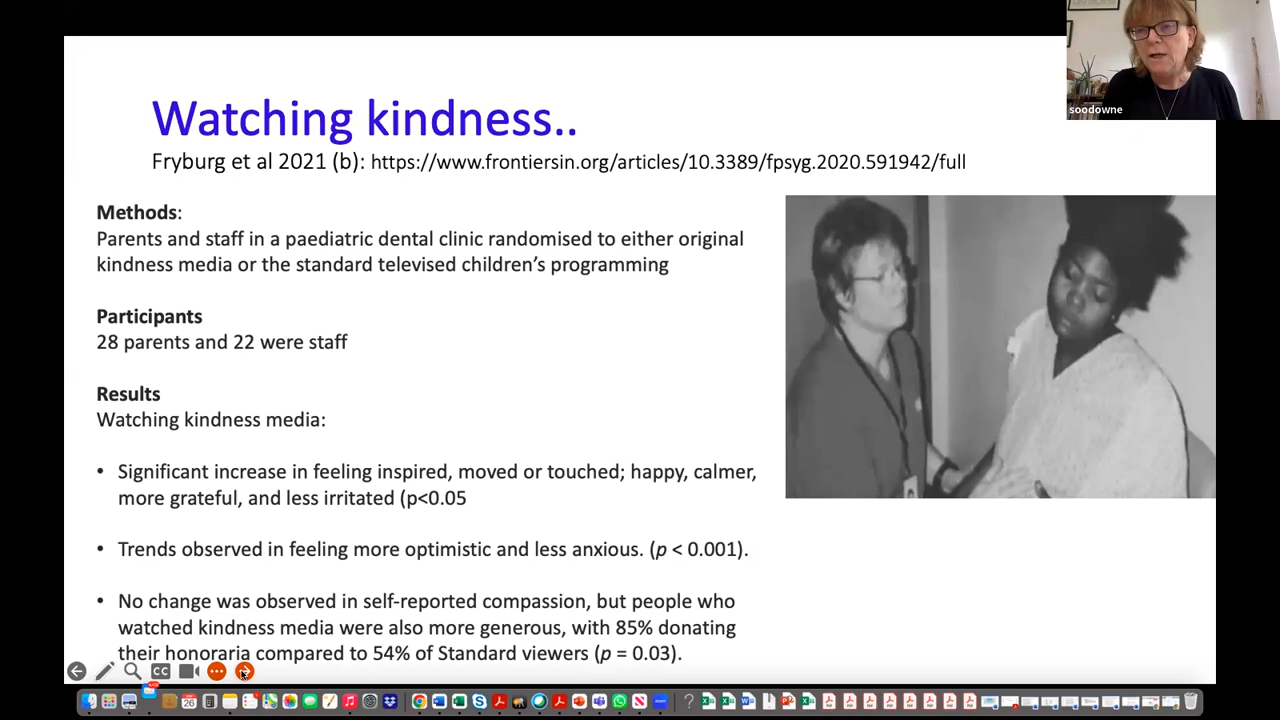 soodowne
Watching kindness..
Fryburg et al 2021 (b): https://www.frontiersin.org/articles/10.3389/fpsyg.2020.591942/full
Methods:
Parents and staff in a paediatric dental clinic randomised to either original
kindness media or the standard televised children’s programming
Participants
28 parents and 22 were staff
Results
Watching kindness media:
• Significant increase in feeling inspired, moved or touched; happy, calmer,
more grateful, and less irritated (p<0.05
• Trends observed in feeling more optimistic and less anxious. (p < 0.001).
• No change was observed in self-reported compassion, but people who
watched kindness media were also more generous, with 85% donating
their honoraria compared to 54% of Standard viewers (p = 0.03).
CC
26